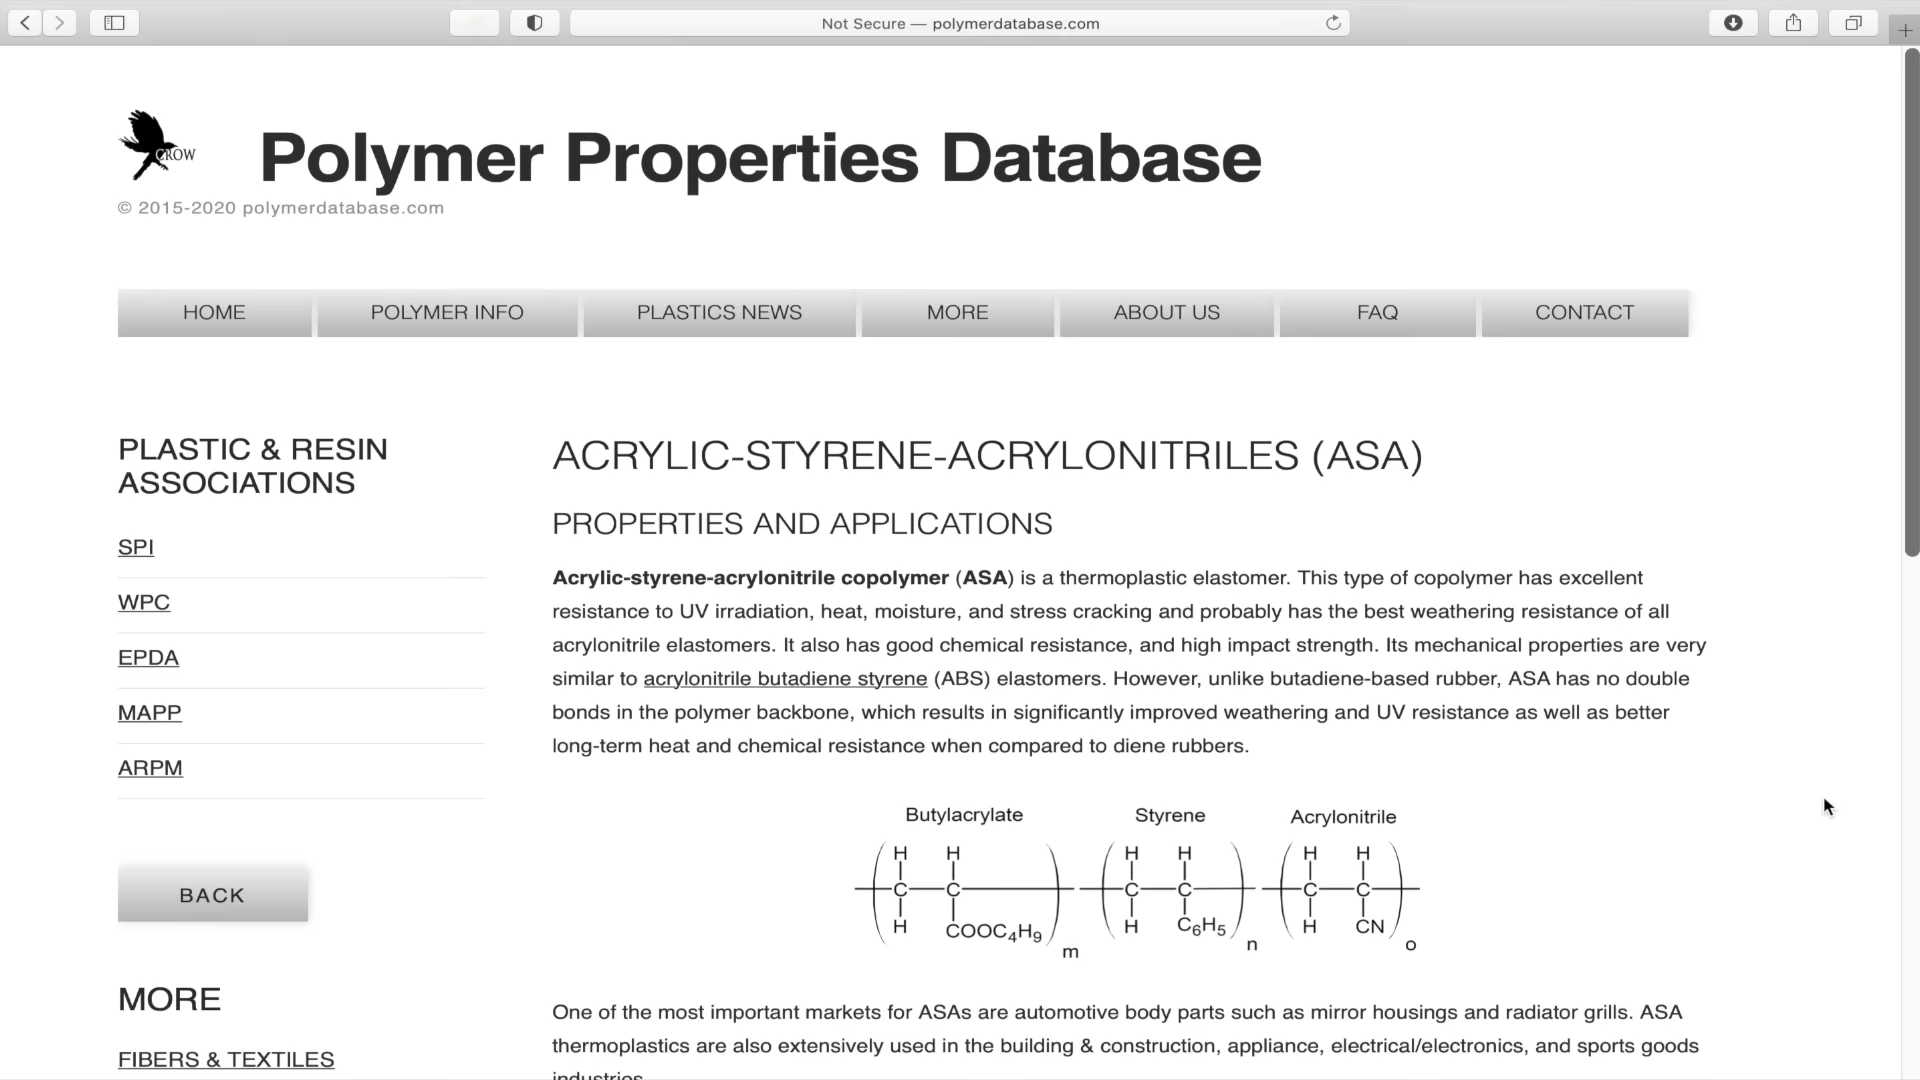 Not Secure — polymerdatabase.com
CROW
Polymer Properties Database
© 2015-2020 polymerdatabase.com
HOME
POLYMER INFO
PLASTICS NEWS
MORE
ABOUT US
FAQ
CONTACT
PLASTIC & RESIN
ASSOCIATIONS
SPI
WPC
EPDA
MAPP
ARPM
BACK
MORE
FIBERS & TEXTILES
ACRYLIC-STYRENE-ACRYLONITRILES (ASA)
PROPERTIES AND APPLICATIONS
Acrylic-styrene-acrylonitrile copolymer (ASA) is a thermoplastic elastomer. This type of copolymer has excellent
resistance to UV irradiation, heat, moisture, and stress cracking and probably has the best weathering resistance of all
acrylonitrile elastomers. It also has good chemical resistance, and high impact strength. Its mechanical properties are very
similar to acrylonitrile butadiene styrene (ABS) elastomers. However, unlike butadiene-based rubber, ASA has no double
bonds in the polymer backbone, which results in significantly improved weathering and UV resistance as well as better
long-term heat and chemical resistance when compared to diene rubbers.
Butylacrylate Styrene Acrylonitrile
H H H H H H
C C C C C C
H COOC4H9 H C6H5 H CN
m n o
One of the most important markets for ASAs are automotive body parts such as mirror housings and radiator grills. ASA
thermoplastics are also extensively used in the building & construction, appliance, electrical/electronics, and sports goods
industries.